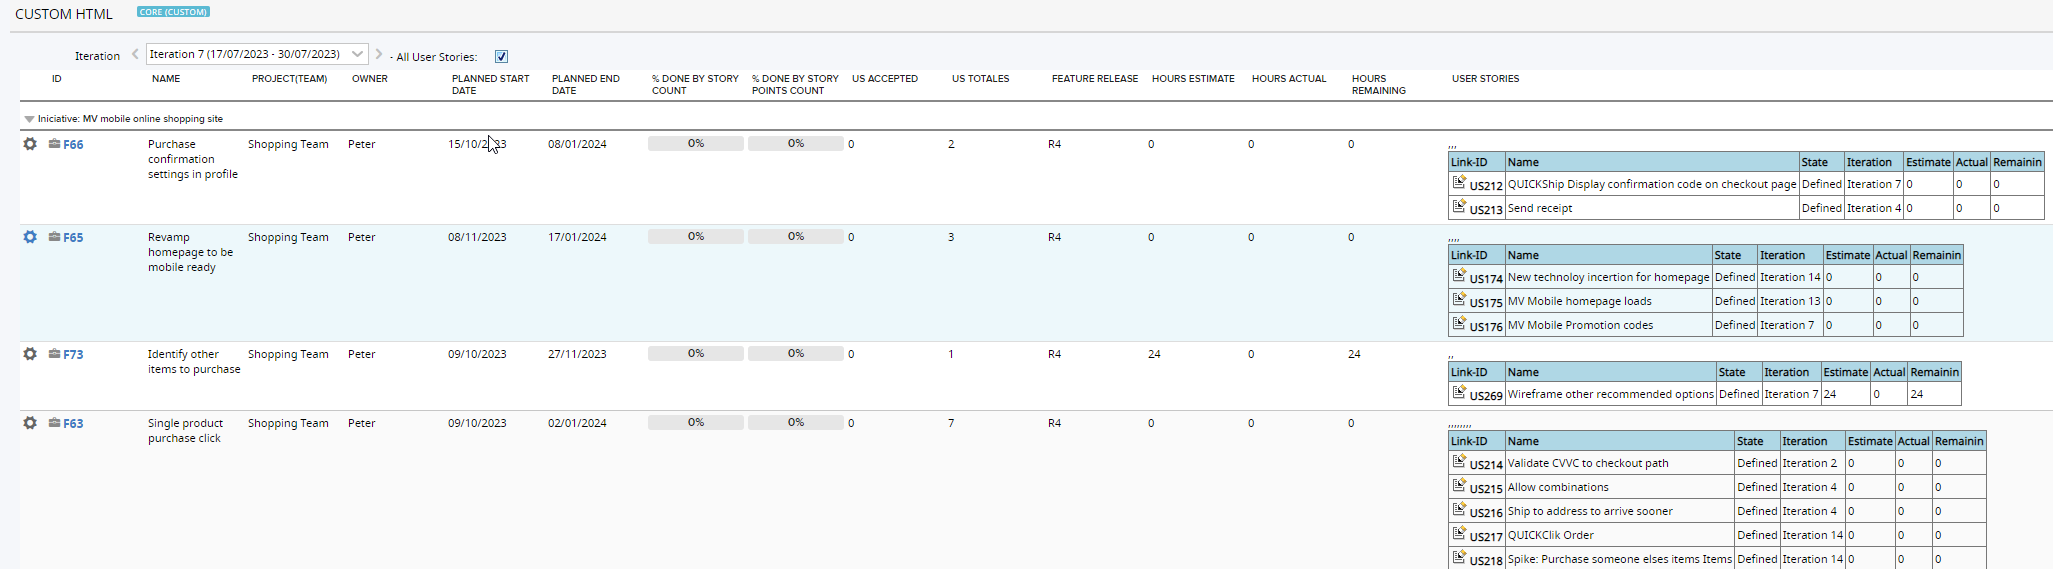 CUSTOM HTML CORE (CUSTOM)
Iteration Iteration 7 (17/07/2023 - 30/07/2023) - All User Stories:
ID NAME PROJECT(TEAM) OWNER PLANNED START DATE PLANNED END DATE % DONE BY STORY COUNT % DONE BY STORY POINTS COUNT US ACCEPTED US TOTALES FEATURE RELEASE HOURS ESTIMATE HOURS ACTUAL HOURS REMAINING USER STORIES
Iniciative: MV mobile online shopping site
F66 Purchase confirmation settings in profile Shopping Team Peter 08/01/2024 0% 0% 0 2 R4 0 0 0 ,,,
Link-ID Name State Iteration Estimate Actual Remainin
US212 QUICKShip Display confirmation code on checkout page Defined Iteration 7 0 0 0
US213 Send receipt Defined Iteration 4 0 0 0
F65 Revamp homepage to be mobile ready Shopping Team Peter 08/11/2023 17/01/2024 0% 0% 0 3 R4 0 0 0 ,,,,
Link-ID Name State Iteration Estimate Actual Remainin
US174 New technoloy incertion for homepage Defined Iteration 14 0 0 0
US175 MV Mobile homepage loads Defined Iteration 13 0 0 0
US176 MV Mobile Promotion codes Defined Iteration 7 0 0 0
F73 Identify other items to purchase Shopping Team Peter 09/10/2023 27/11/2023 0% 0% 0 1 R4 24 0 24 ,,
Link-ID Name State Iteration Estimate Actual Remainin
US269 Wireframe other recommended options Defined Iteration 7 24 0 24
F63 Single product purchase click Shopping Team Peter 09/10/2023 02/01/2024 0% 0% 0 7 R4 0 0 0 ,,,,,,,,
Link-ID Name State Iteration Estimate Actual Remainin
US214 Validate CVVC to checkout path Defined Iteration 2 0 0 0
US215 Allow combinations Defined Iteration 4 0 0 0
US216 Ship to address to arrive sooner Defined Iteration 4 0 0 0
US217 QUICKClik Order Defined Iteration 14 0 0 0
US218 Spike: Purchase someone elses items Items Defined Iteration 14 0 0 0